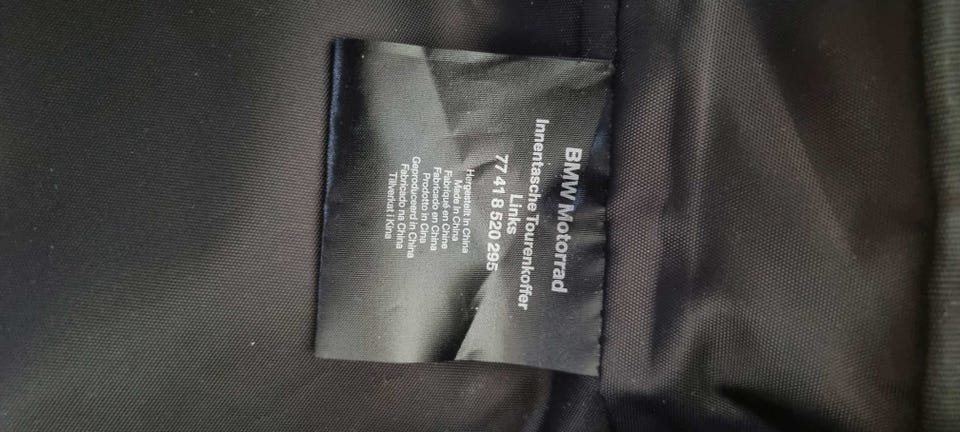 BMW Motorrad
Innentasche Tourenkoffer
Links
77 41 8 520 295
Hergestellt in China
Made in China
Fabriqué en Chine
Fabricado en China
Prodotto in Cina
Geproduceerd in China
Fabricado na China
Tillverkat i Kina